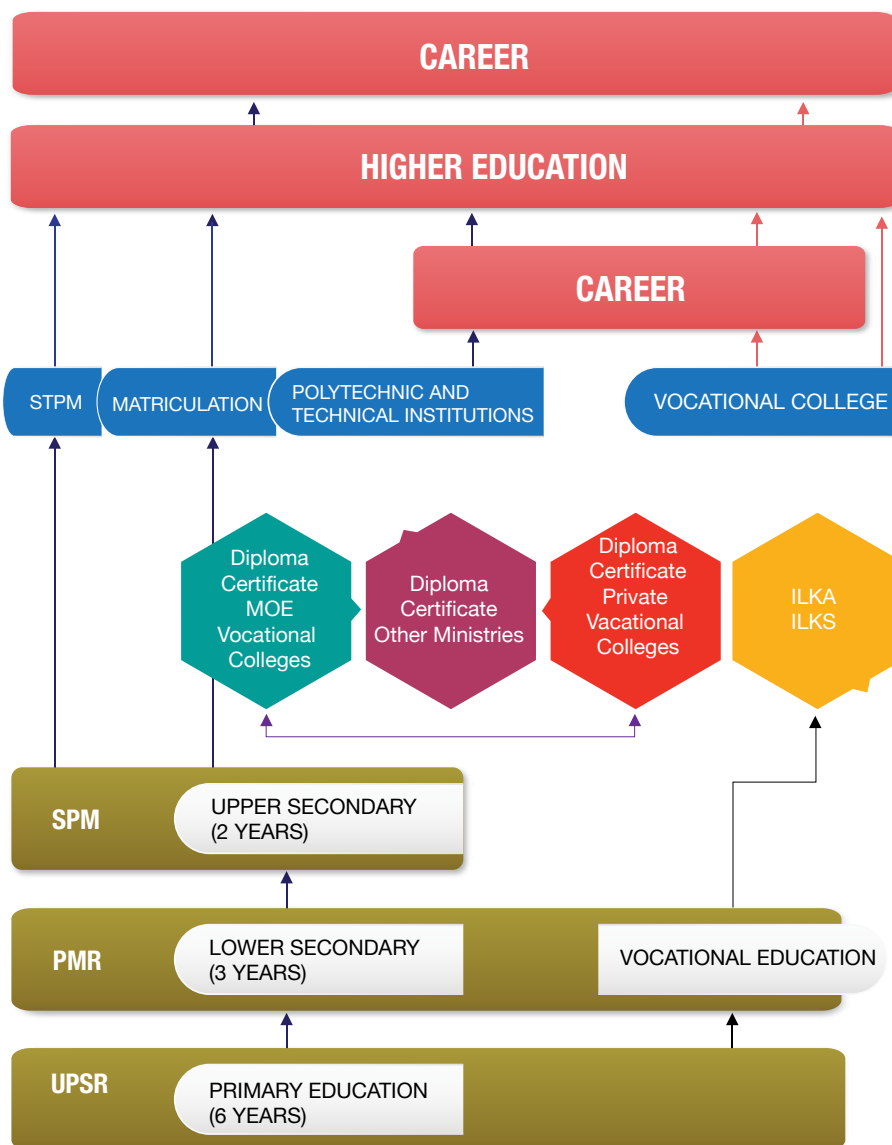 CAREER
HIGHER EDUCATION
CAREER
STPM
MATRICULATION
POLYTECHNIC AND
TECHNICAL INSTITUTIONS
VOCATIONAL COLLEGE
Diploma
Certificate
MOE
Vocational
Colleges
Diploma
Certificate
Other Ministries
Diploma
Certificate
Private
Vacational
Colleges
ILKA
ILKS
SPM
UPPER SECONDARY
(2 YEARS)
PMR
LOWER SECONDARY
(3 YEARS)
VOCATIONAL EDUCATION
UPSR
PRIMARY EDUCATION
(6 YEARS)